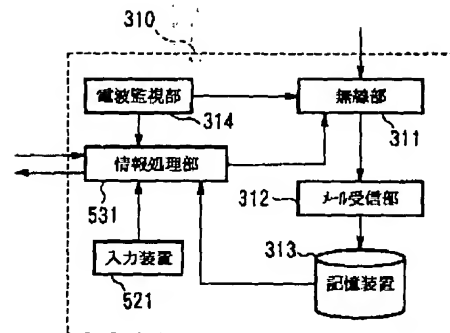 310
電波監視部
314
無線部
311
情報処理部
531
312
メール受信部
入力装置
521
313
記憶装置